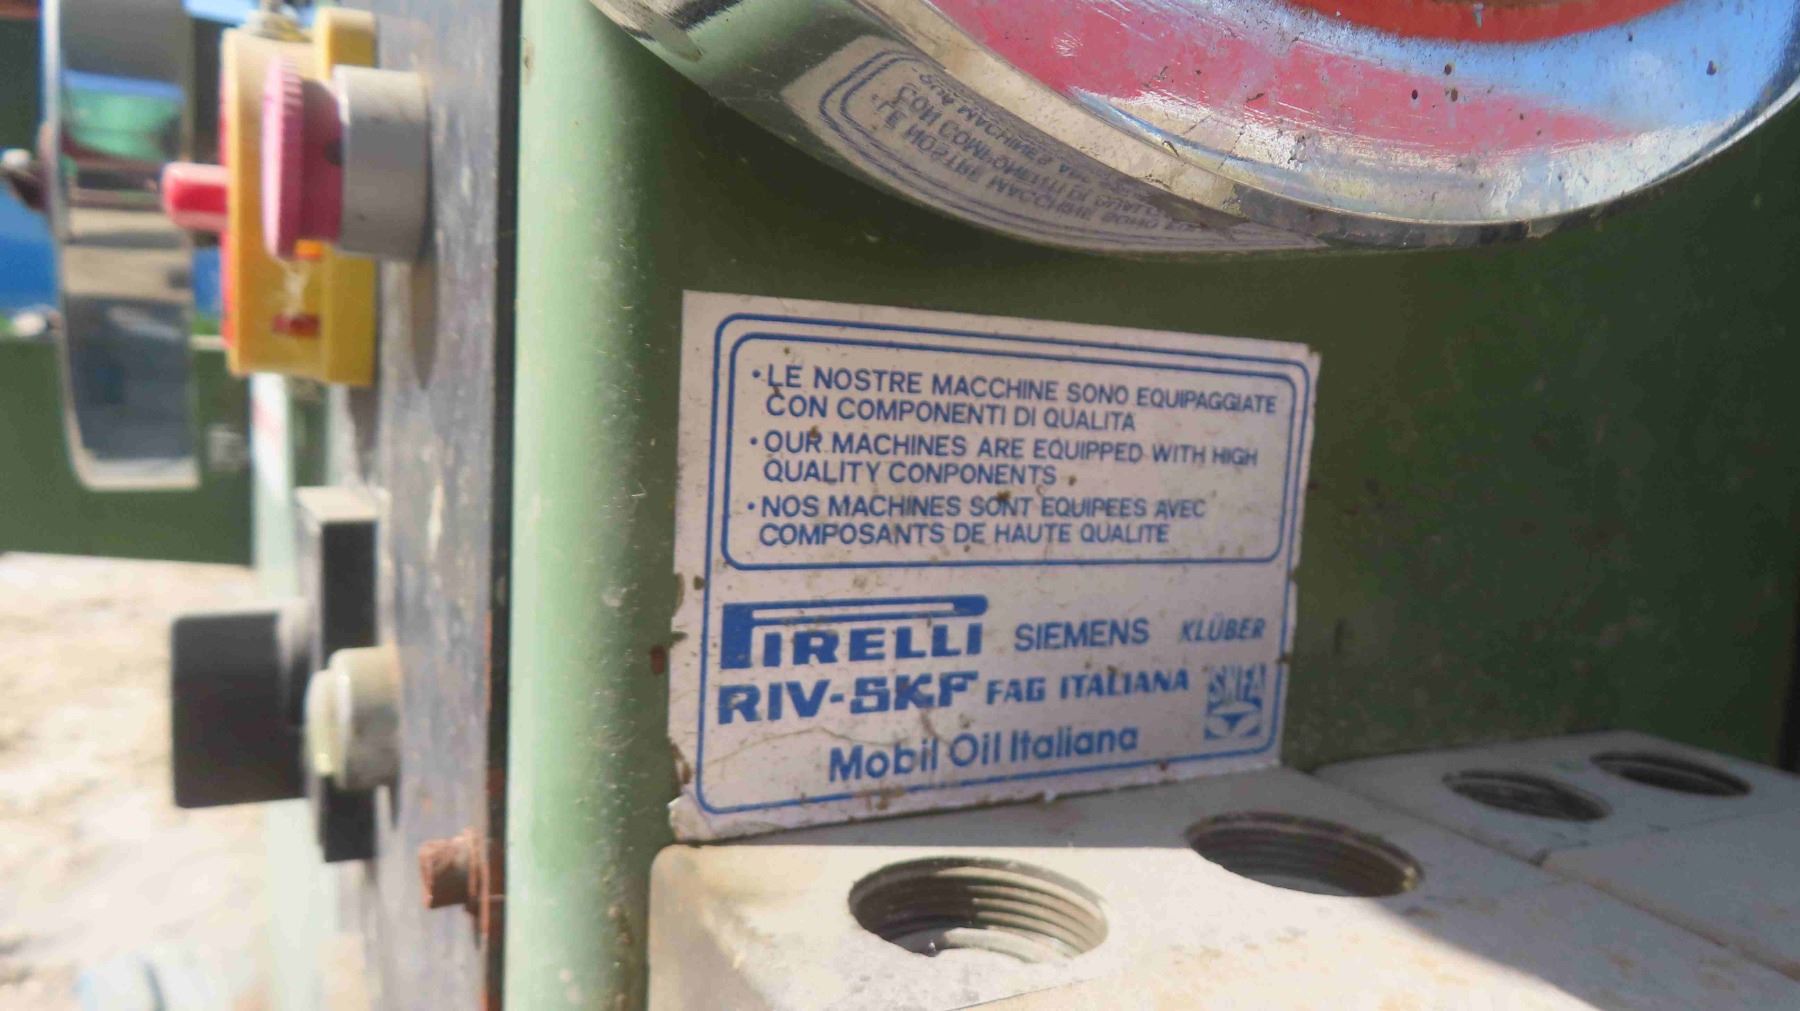 • LE NOSTRE MACCHINE SONO EQUIPAGGIATE
CON COMPONENTI DI QUALITA
• OUR MACHINES ARE EQUIPPED WITH HIGH
QUALITY CONPONENTS
• NOS MACHINES SONT EQUIPEES AVEC
COMPOSANTS DE HAUTE QUALITE
PIRELLI SIEMENS KLÜBER
RIV-SKF FAG ITALIANA
Mobil Oil Italiana